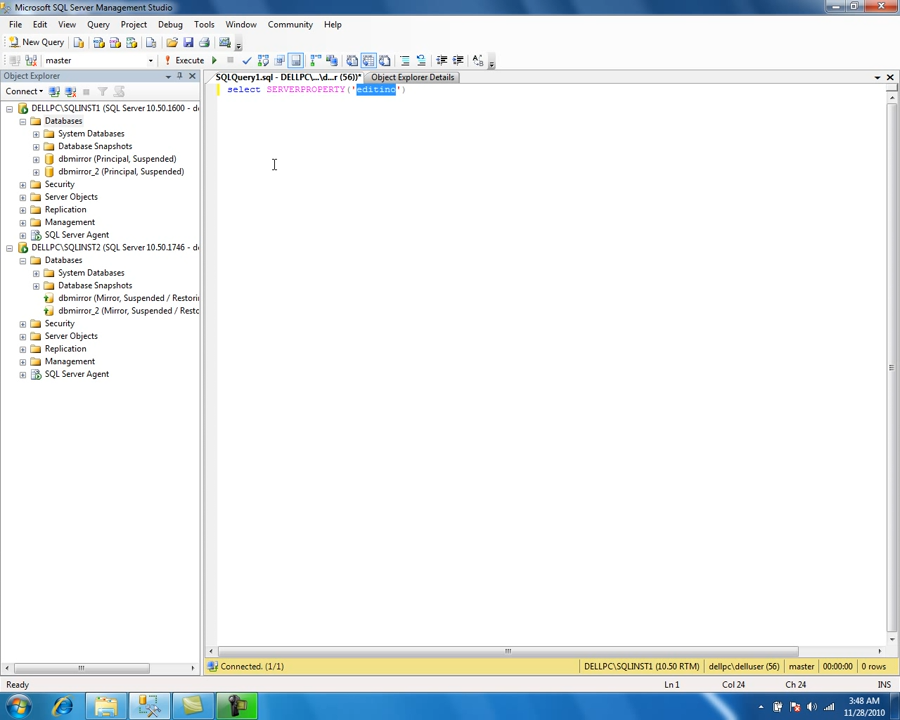 Microsoft SQL Server Management Studio
File Edit View Query Project Debug Tools Window Community Help
New Query
master
Execute
Object Explorer
SQLQuery1.sql - DELLPC\...\d...r (56))*
Object Explorer Details
select SERVERPROPERTY('editino')
Connect
DELLPC\SQLINST1 (SQL Server 10.50.1600 - de
Databases
System Databases
Database Snapshots
dbmirror (Principal, Suspended)
dbmirror_2 (Principal, Suspended)
Security
Server Objects
Replication
Management
SQL Server Agent
DELLPC\SQLINST2 (SQL Server 10.50.1746 - de
Databases
System Databases
Database Snapshots
dbmirror (Mirror, Suspended / Restorin
dbmirror_2 (Mirror, Suspended / Resto
Security
Server Objects
Replication
Management
SQL Server Agent
Connected. (1/1)
DELLPC\SQLINST1 (10.50 RTM) dellpc\delluser (56) master 00:00:00 0 rows
Ready
Ln 1 Col 24 Ch 24 INS
3:48 AM
11/28/2010